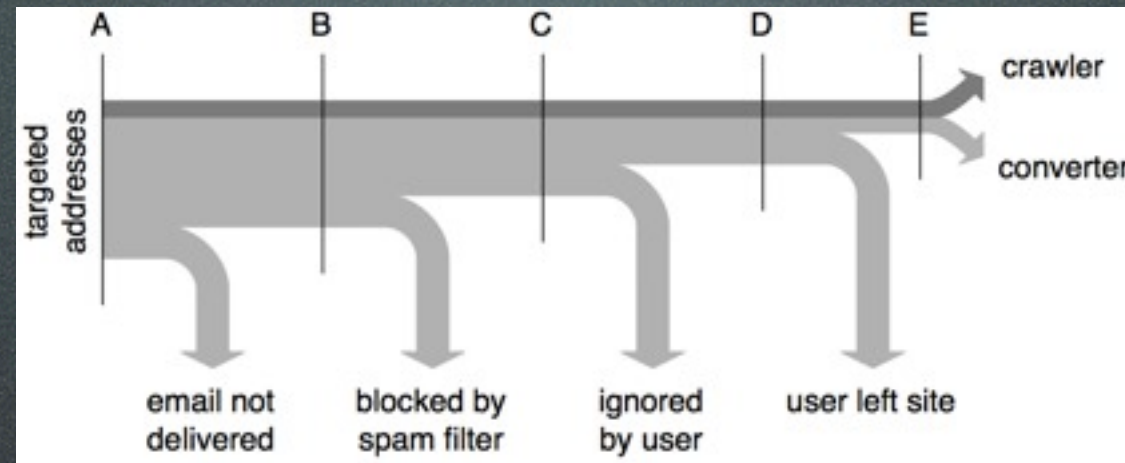 A B C D E
crawler
converter
targeted
addresses
email not
delivered
blocked by
spam filter
ignored
by user
user left site